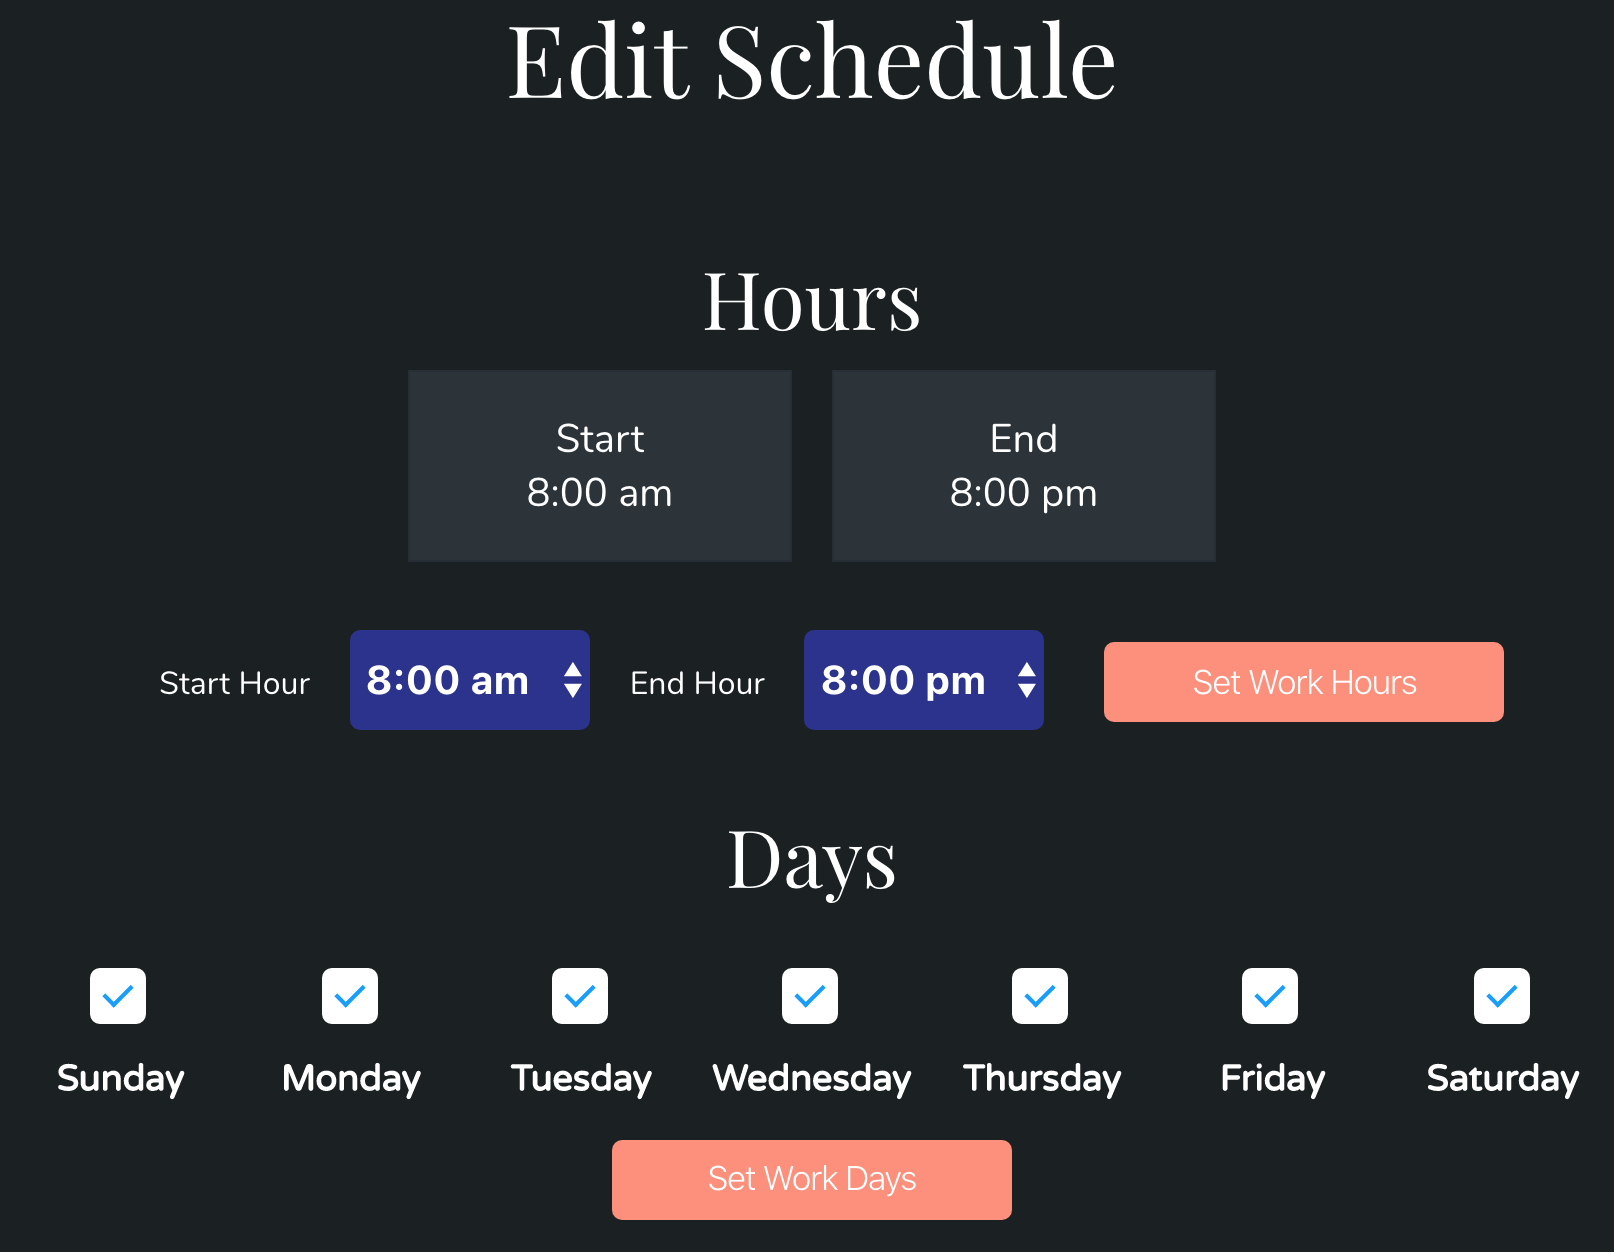 Edit Schedule
Hours
Start
8:00 am
End
8:00 pm
Start Hour 8:00 am End Hour 8:00 pm Set Work Hours
Days
Sunday Monday Tuesday Wednesday Thursday Friday Saturday
Set Work Days